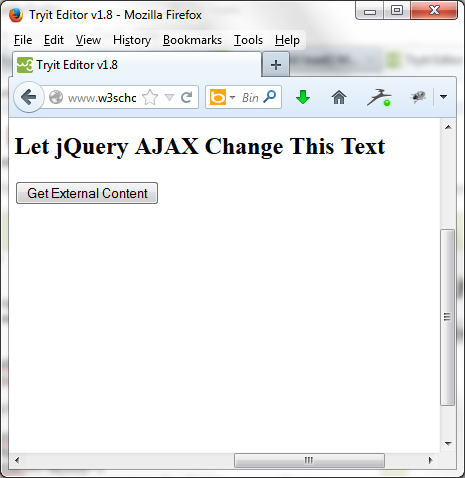 Tryit Editor v1.8 - Mozilla Firefox
File Edit View History Bookmarks Tools Help
Tryit Editor v1.8
www.w3scho Bin
Let jQuery AJAX Change This Text
Get External Content